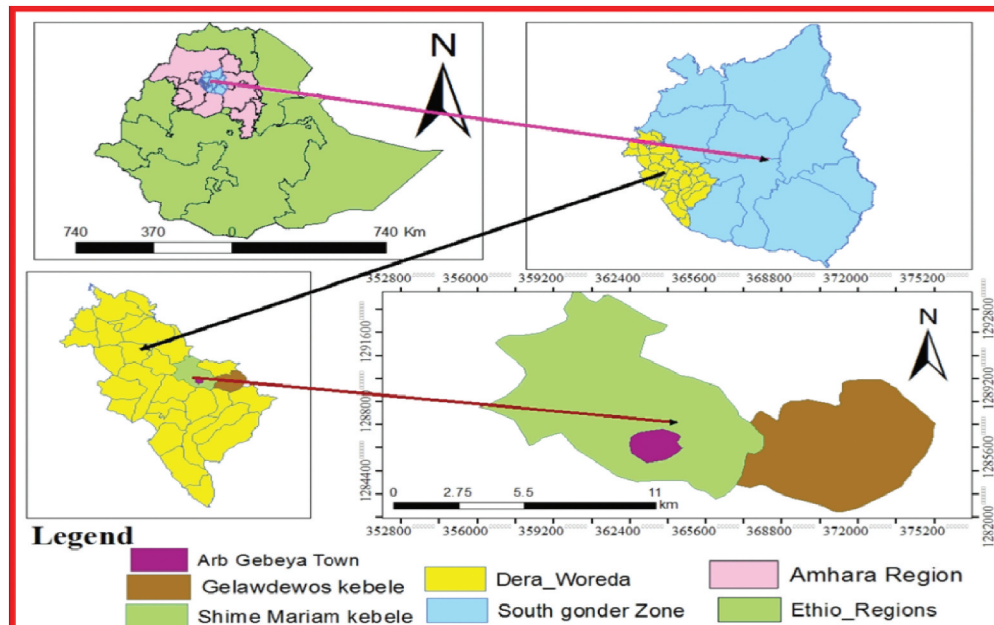 N
740 370 0 740 Km
352800 356000 359200 362400 365600 368800 372000 375200
N
1291600
1288000
1284400
1292800
1289200
1285600
1282000
0 2.75 5.5 11
km
352800 356000 359200 362400 365600 368800 372000 375200
Legend
Arb Gebeya Town
Gelawdewos kebele
Shime Mariam kebele
Dera_Woreda
South gonder Zone
Amhara Region
Ethio_Regions